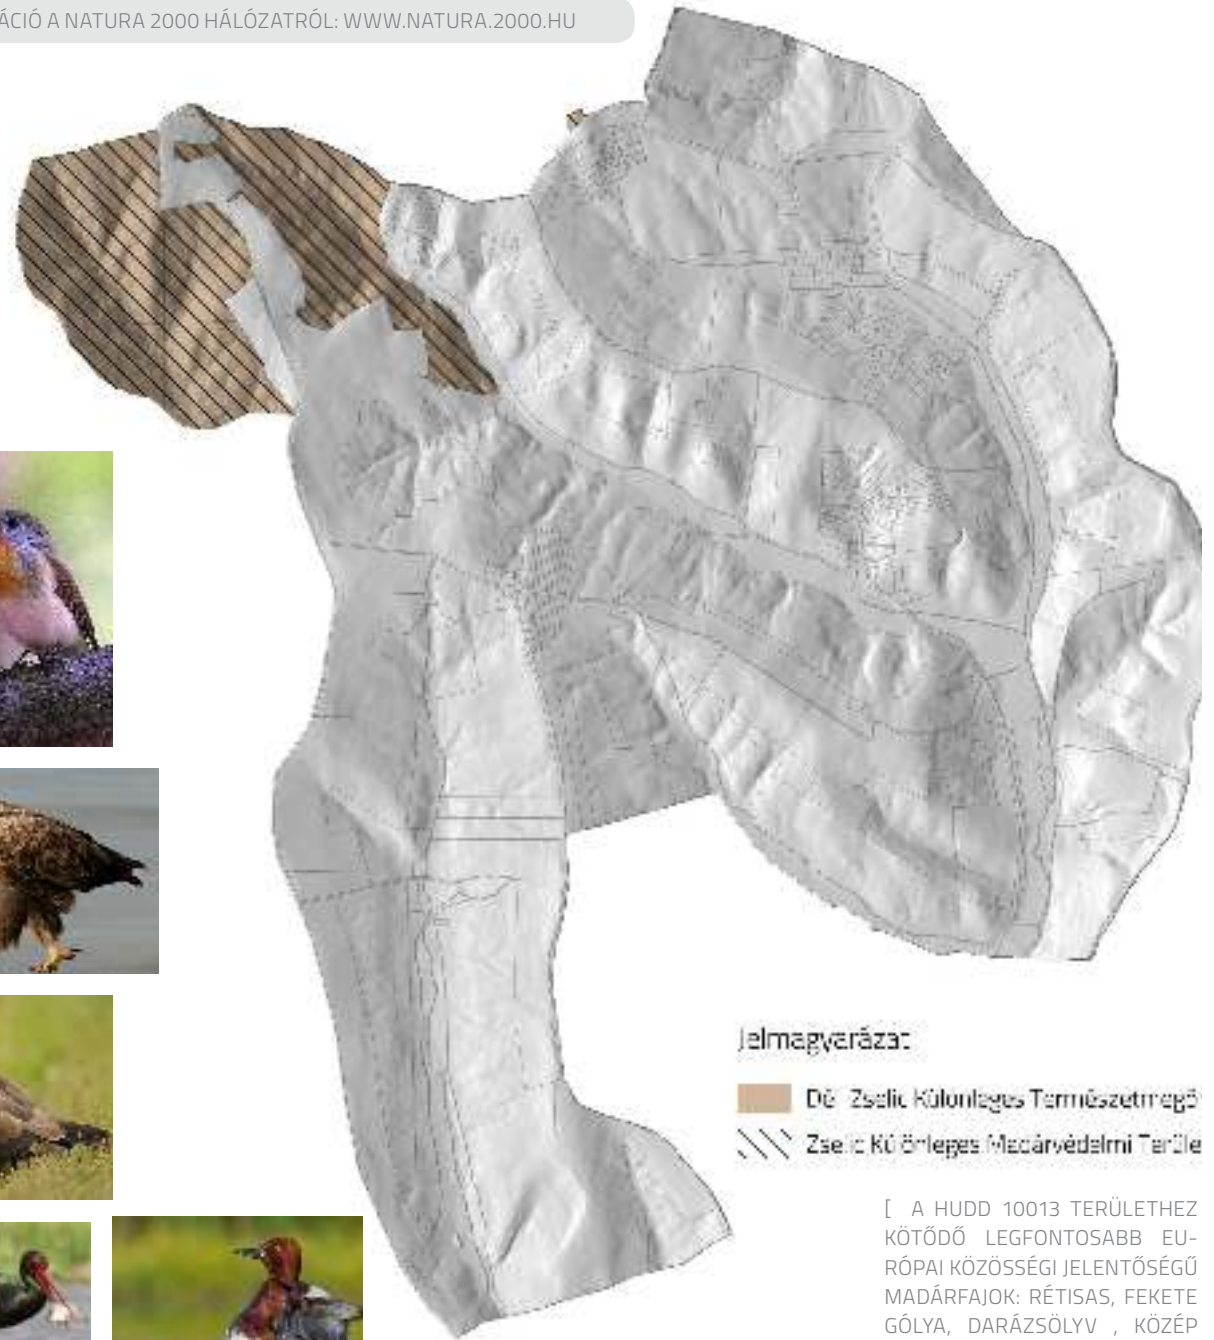 ÁCIÓ A NATURA 2000 HÁLÓZATRÓL: WWW.NATURA.2000.HU
Jelmagyarázat
Dé Zselic Különleges Természetmegő
Zselic Különleges Madárvédelmi Terüle
[ A HUDD 10013 TERÜLETHEZ
KÖTŐDŐ LEGFONTOSABB EU-
RÓPAI KÖZÖSSÉGI JELENTŐSÉGŰ
MADÁRFAJOK: RÉTISAS, FEKETE
GÓLYA, DARÁZSÖLYV , KÖZÉP